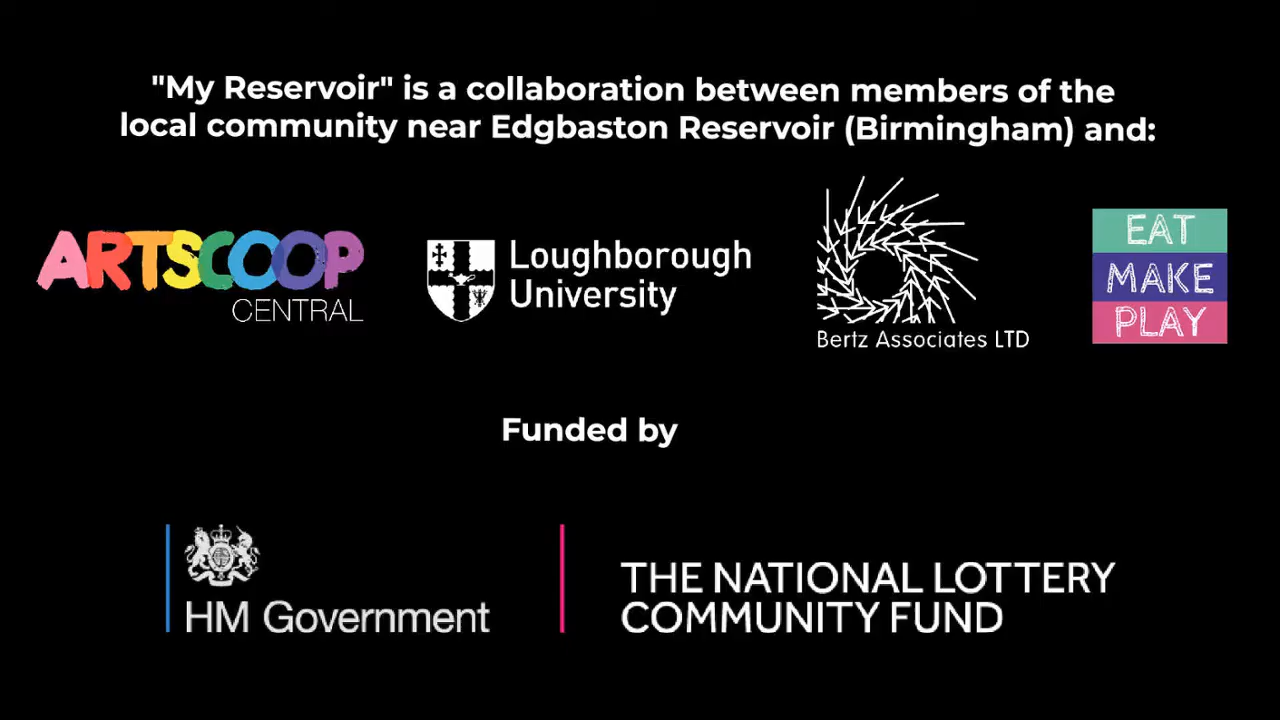 "My Reservoir" is a collaboration between members of the
local community near Edgbaston Reservoir (Birmingham) and:
ARTSCOOP
CENTRAL
Loughborough
University
Bertz Associates LTD
EAT
MAKE
PLAY
Funded by
HM Government
THE NATIONAL LOTTERY
COMMUNITY FUND